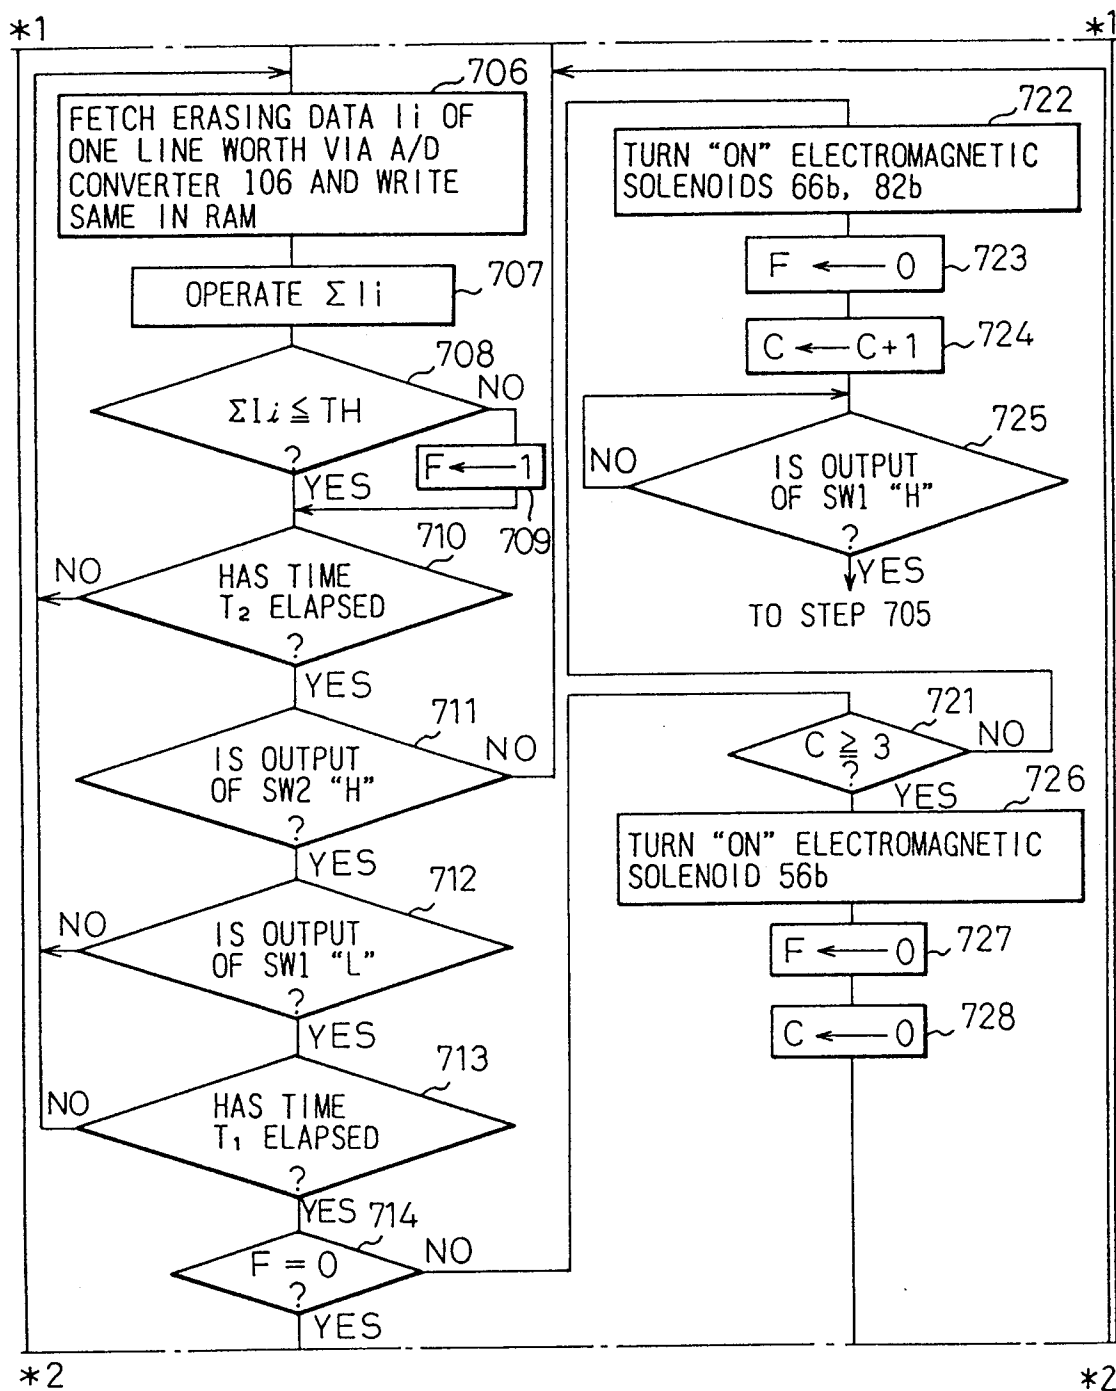 *1
*1
706
FETCH ERASING DATA Ii OF
ONE LINE WORTH VIA A/D
CONVERTER 106 AND WRITE
SAME IN RAM
707
OPERATE Σ Ii
708
ΣIi ≦ TH
?
NO
YES
F ← 1
709
710
HAS TIME
T₂ ELAPSED
?
NO
YES
711
IS OUTPUT
OF SW2 “H”
?
NO
YES
712
IS OUTPUT
OF SW1 “L”
?
NO
YES
713
HAS TIME
T₁ ELAPSED
?
NO
YES
714
F = 0
?
NO
YES
722
TURN “ON” ELECTROMAGNETIC
SOLENOIDS 66b, 82b
F ← 0
723
C ← C+1
724
725
IS OUTPUT
OF SW1 “H”
?
NO
YES
TO STEP 705
721
C ≧ 3
?
NO
YES
726
TURN “ON” ELECTROMAGNETIC
SOLENOID 56b
F ← 0
727
C ← 0
728
*2
*2